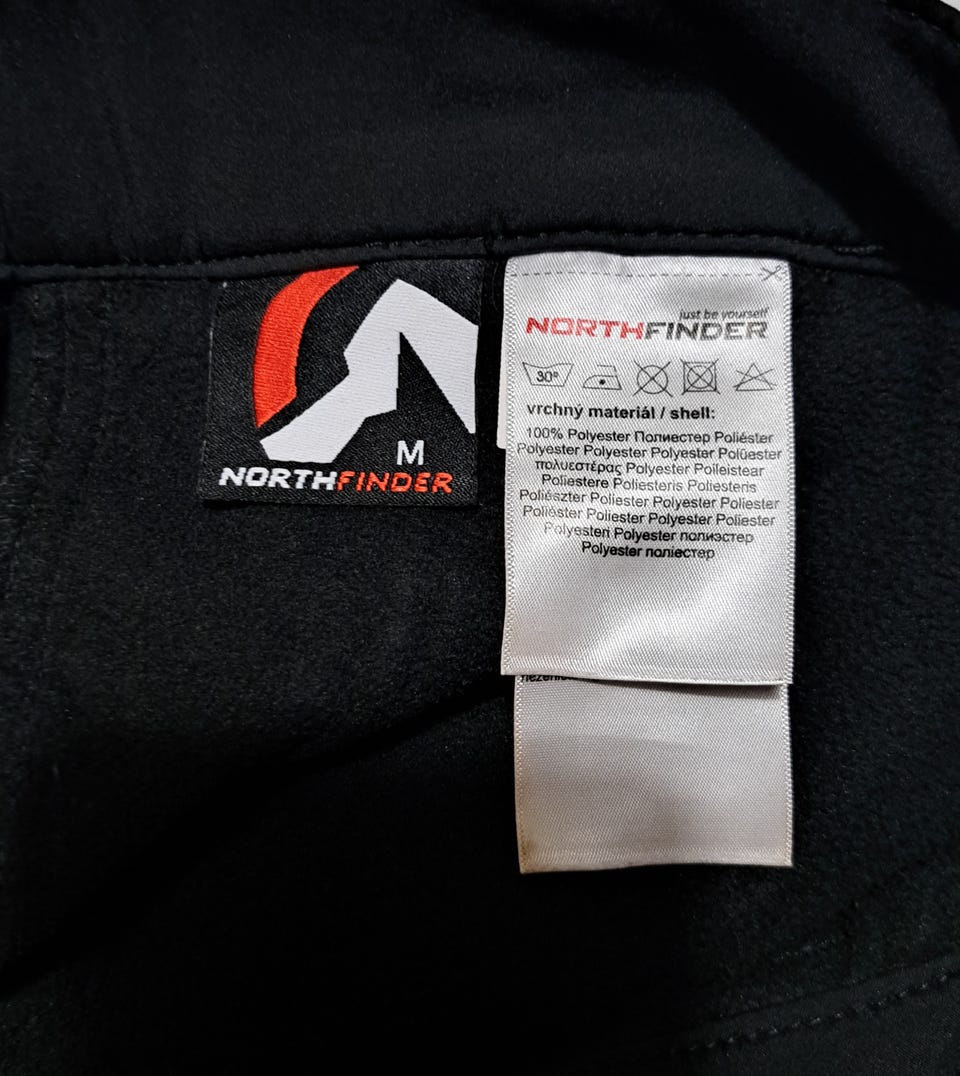 M
NORTHFINDER
just be yourself
NORTHFINDER
30°
vrchný materiál / shell:
100% Polyester Полиестер Poliéster
Polyester Polyester Polyester Polüester
πολυεστέρας Polyester Poileistear
Poliestere Poliesteris Poliesteris
Poliészter Poliester Polyester Poliester
Poliéster Poliester Polyester Poliester
Polyesteri Polyester полиэстер
Polyester поліестер